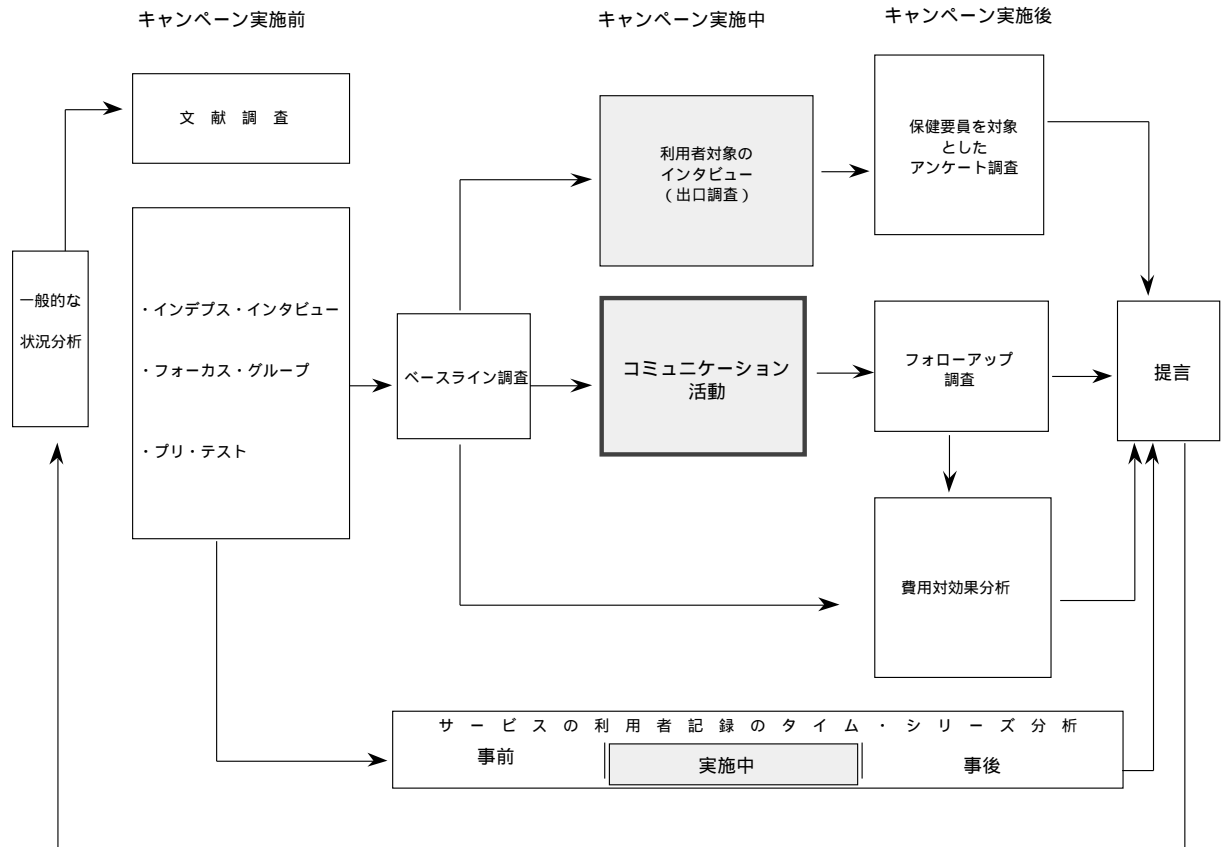 キャンペーン実施前
キャンペーン実施中
キャンペーン実施後
文献調査
一般的な
状況分析
・インデプス・インタビュー
・フォーカス・グループ
・プリ・テスト
ベースライン調査
利用者対象の
インタビュー
(出口調査)
コミュニケーション
活動
保健要員を対象
とした
アンケート調査
フォローアップ
調査
費用対効果分析
提言
サービスの利用者記録のタイム・シリーズ分析
事前
実施中
事後